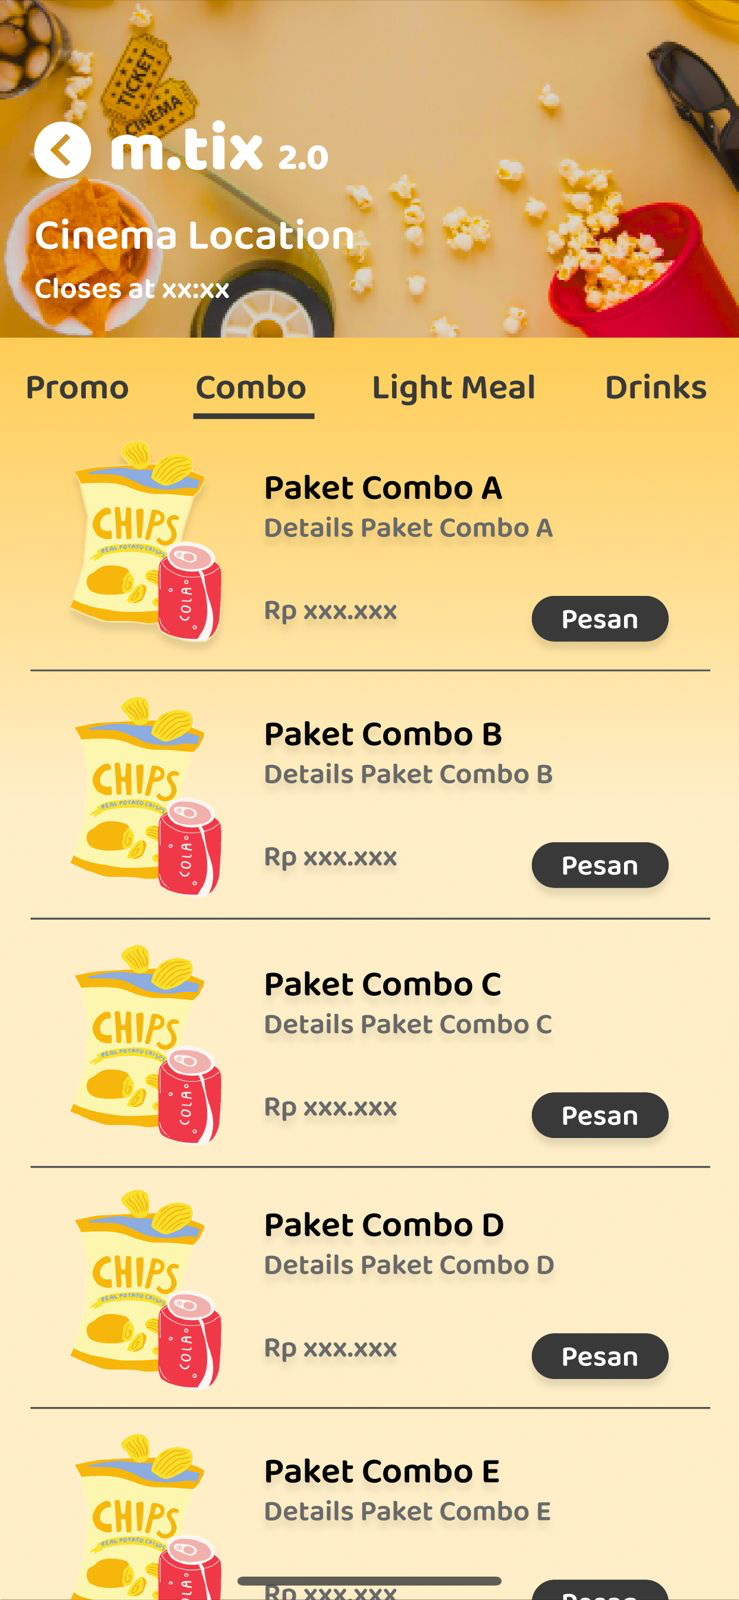 TICKET
CINEMA
m.tix 2.0
Cinema Location
Closes at xx:xx
Promo
Combo
Light Meal
Drinks
CHIPS
REAL POTATO CRISPS
COLA
Paket Combo A
Details Paket Combo A
Rp xxx.xxx
Pesan
CHIPS
REAL POTATO CRISPS
COLA
Paket Combo B
Details Paket Combo B
Rp xxx.xxx
Pesan
CHIPS
REAL POTATO CRISPS
COLA
Paket Combo C
Details Paket Combo C
Rp xxx.xxx
Pesan
CHIPS
REAL POTATO CRISPS
COLA
Paket Combo D
Details Paket Combo D
Rp xxx.xxx
Pesan
CHIPS
REAL POTATO CRISPS
COLA
Paket Combo E
Details Paket Combo E
Rp xxx.xxx
Pesan